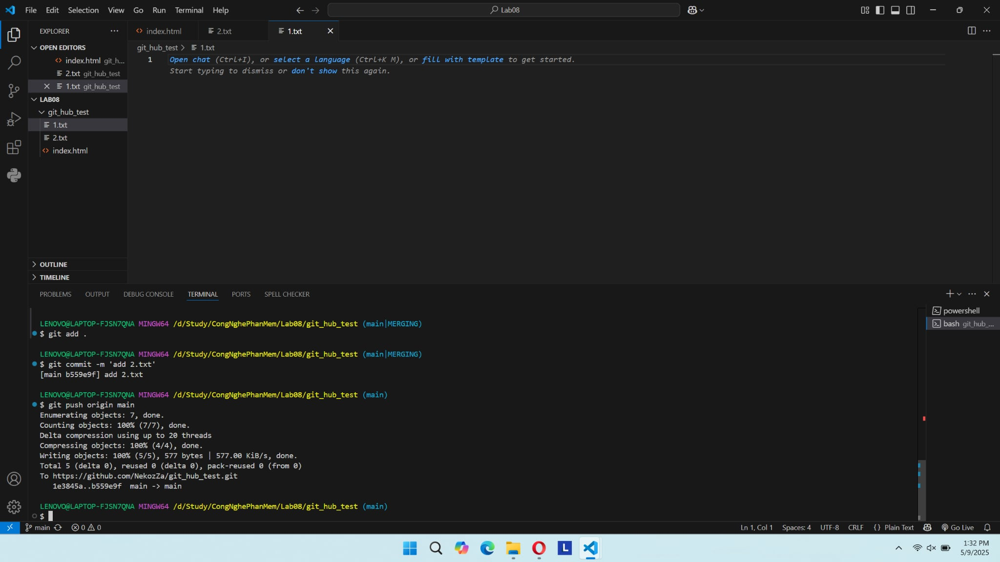 File Edit Selection View Go Run Terminal Help
Lab08
EXPLORER
index.html
2.txt
1.txt
OPEN EDITORS
git_hub_test > 1.txt
index.html git_h...
2.txt git_hub_test
1.txt git_hub_test
1 Open chat (Ctrl+I), or select a language (Ctrl+K M), or fill with template to get started.
Start typing to dismiss or don't show this again.
LAB08
git_hub_test
1.txt
2.txt
index.html
OUTLINE
TIMELINE
PROBLEMS OUTPUT DEBUG CONSOLE TERMINAL PORTS SPELL CHECKER
powershell
bash git_hub_...
LENOVO@LAPTOP-FJSN7QNA MINGW64 /d/Study/CongNghePhanMem/Lab08/git_hub_test (main|MERGING)
$ git add .
LENOVO@LAPTOP-FJSN7QNA MINGW64 /d/Study/CongNghePhanMem/Lab08/git_hub_test (main|MERGING)
$ git commit -m 'add 2.txt'
[main b559e9f] add 2.txt
LENOVO@LAPTOP-FJSN7QNA MINGW64 /d/Study/CongNghePhanMem/Lab08/git_hub_test (main)
$ git push origin main
Enumerating objects: 7, done.
Counting objects: 100% (7/7), done.
Delta compression using up to 20 threads
Compressing objects: 100% (4/4), done.
Writing objects: 100% (5/5), 577 bytes | 577.00 KiB/s, done.
Total 5 (delta 0), reused 0 (delta 0), pack-reused 0 (from 0)
To https://github.com/NekozZa/git_hub_test.git
1e3845a..b559e9f main -> main
LENOVO@LAPTOP-FJSN7QNA MINGW64 /d/Study/CongNghePhanMem/Lab08/git_hub_test (main)
$
main 0 0 Ln 1, Col 1 Spaces: 4 UTF-8 CRLF {} Plain Text Go Live
L
1:32 PM
5/9/2025